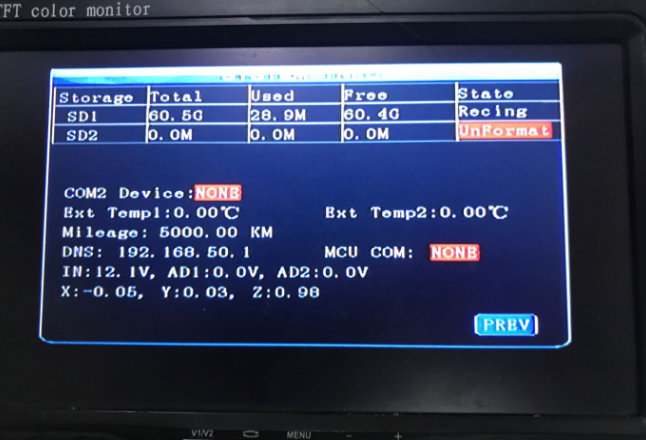 TFT color monitor
Storage Total Used Free State
SD1 60.5G 28.9M 60.4G Recing
SD2 0.0M 0.0M 0.0M UnFormat
COM2 Device:NONE
Ext Temp1:0.00℃ Ext Temp2:0.00℃
Mileage: 5000.00 KM
DNS: 192.168.50.1 MCU COM: NONE
IN:12.1V, AD1:0.0V, AD2:0.0V
X:-0.05, Y:0.03, Z:0.98
PREV
V1/V2 MENU - +